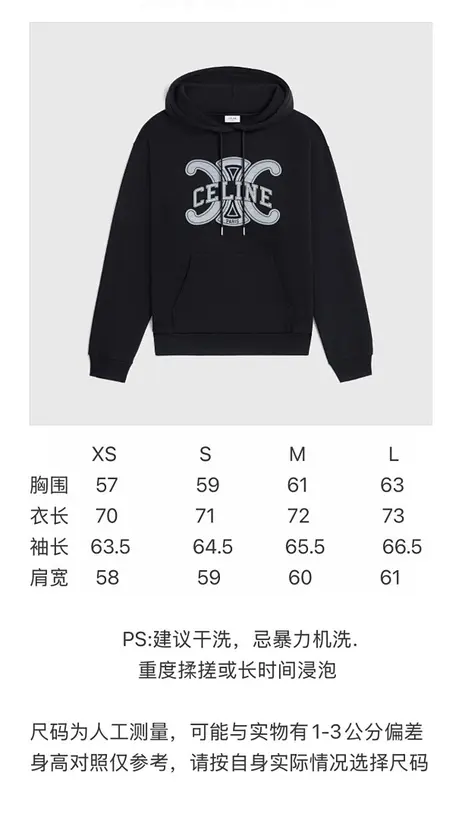 CELINE
PARIS
XS S M L
胸围 57 59 61 63
衣长 70 71 72 73
袖长 63.5 64.5 65.5 66.5
肩宽 58 59 60 61
PS:建议干洗，忌暴力机洗.
重度揉搓或长时间浸泡
尺码为人工测量，可能与实物有1-3公分偏差
身高对照仅参考，请按自身实际情况选择尺码